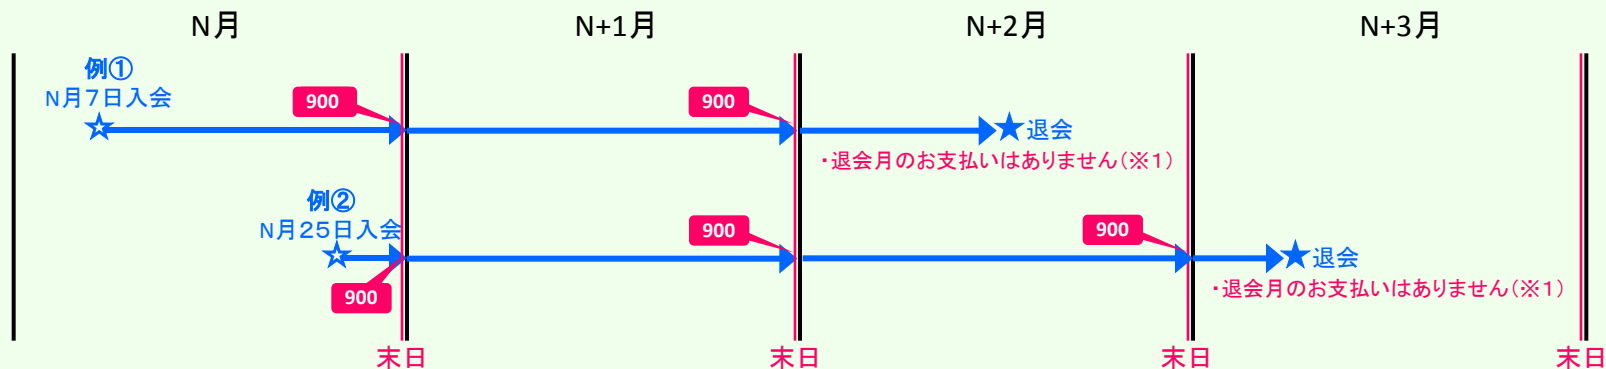 N月
N+1月
N+2月
N+3月
例①
N月7日入会
900
900
退会
・退会月のお支払いはありません(※1)
例②
N月25日入会
900
900
900
退会
・退会月のお支払いはありません(※1)
末日
末日
末日
末日